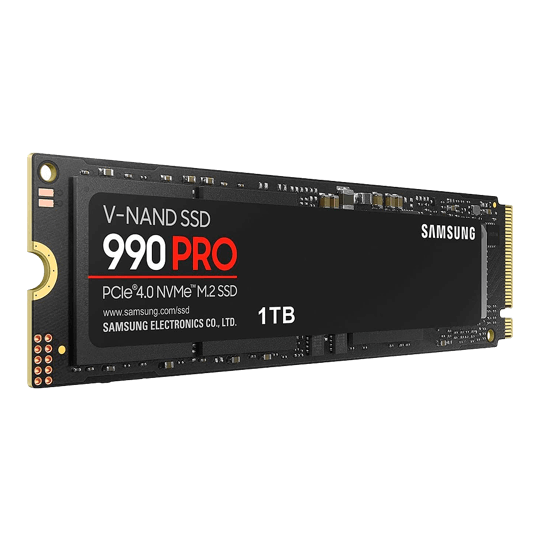 V-NAND SSD
990 PRO
PCIe®4.0 NVMe™ M.2 SSD
www.samsung.com/ssd
SAMSUNG ELECTRONICS CO., LTD.
1TB
SAMSUNG